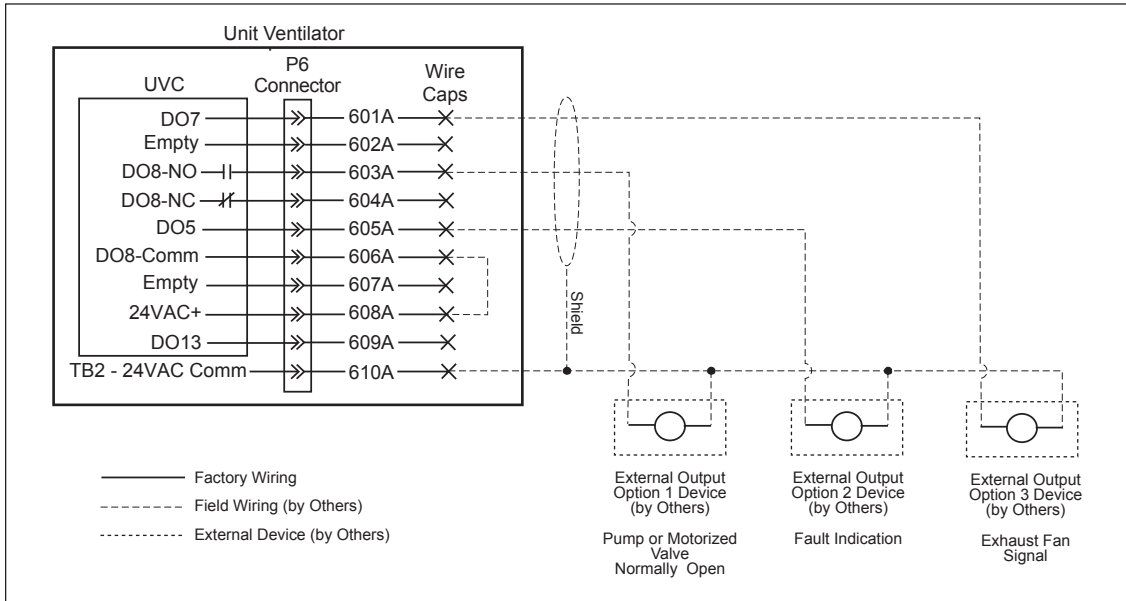 Unit Ventilator
P6
Connector
Wire
Caps
UVC
DO7
601A
Empty
602A
DO8-NO
603A
DO8-NC
604A
DO5
605A
DO8-Comm
606A
Empty
607A
24VAC+
608A
DO13
609A
TB2 - 24VAC Comm
610A
Shield
Factory Wiring
Field Wiring (by Others)
External Device (by Others)
External Output
Option 1 Device
(by Others)
Pump or Motorized
Valve
Normally Open
External Output
Option 2 Device
(by Others)
Fault Indication
External Output
Option 3 Device
(by Others)
Exhaust Fan
Signal